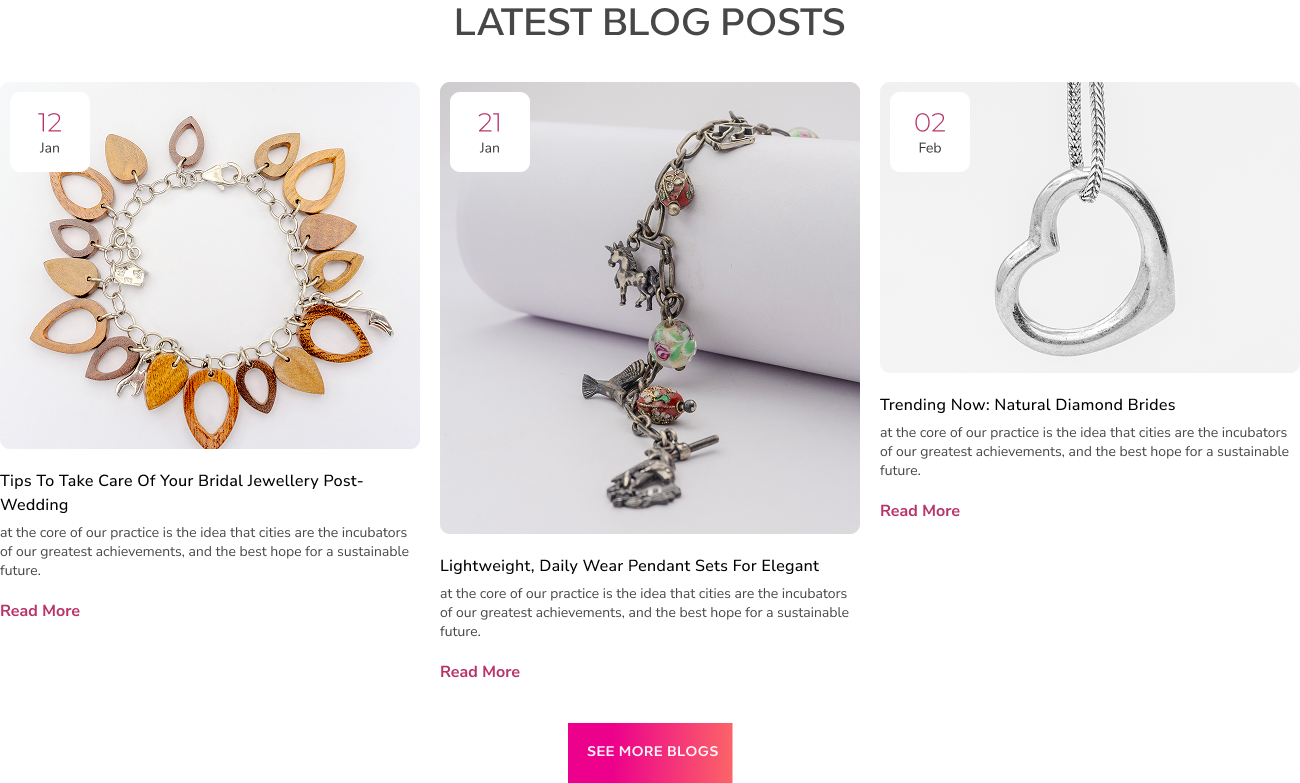 LATEST BLOG POSTS
12
Jan
Tips To Take Care Of Your Bridal Jewellery Post-
Wedding
at the core of our practice is the idea that cities are the incubators
of our greatest achievements, and the best hope for a sustainable
future.
Read More
21
Jan
Lightweight, Daily Wear Pendant Sets For Elegant
at the core of our practice is the idea that cities are the incubators
of our greatest achievements, and the best hope for a sustainable
future.
Read More
02
Feb
Trending Now: Natural Diamond Brides
at the core of our practice is the idea that cities are the incubators
of our greatest achievements, and the best hope for a sustainable
future.
Read More
SEE MORE BLOGS